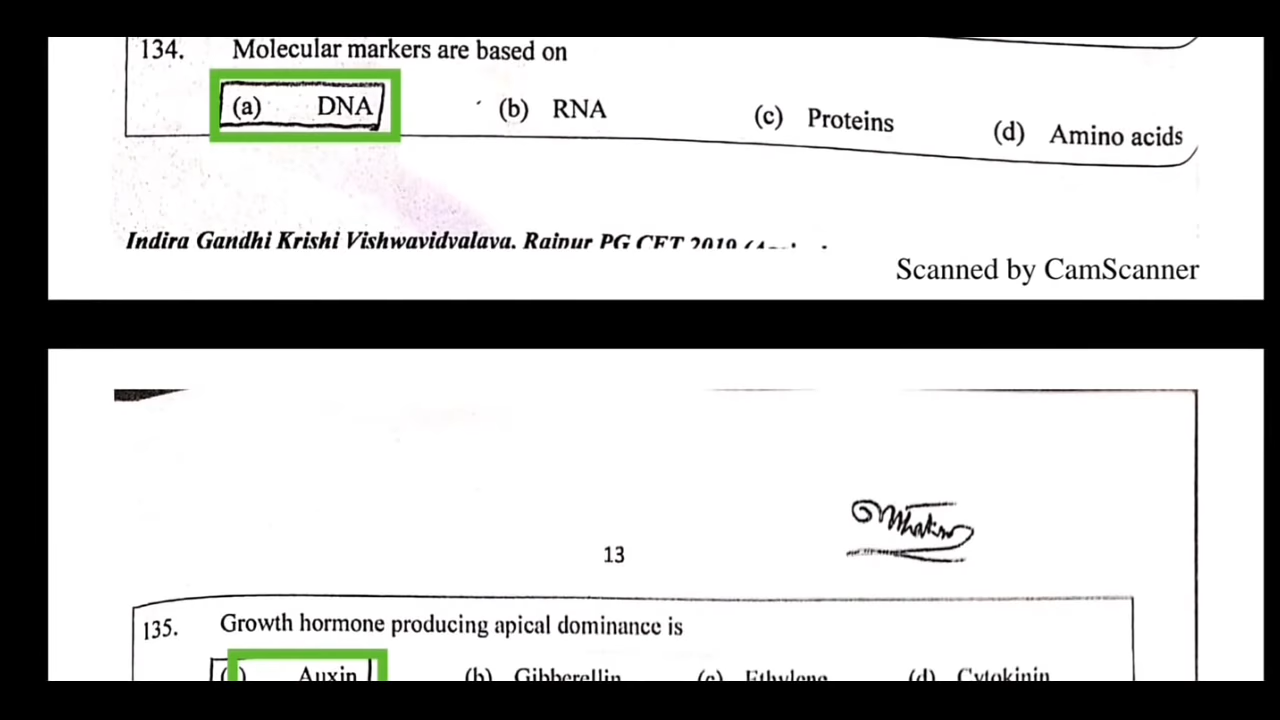 134. Molecular markers are based on
(a) DNA (b) RNA (c) Proteins (d) Amino acids
Indira Gandhi Krishi Vishwavidyalaya, Raipur PG CET 2019
Scanned by CamScanner
13
135. Growth hormone producing apical dominance is
Auxin (b) Gibberellin (c) Ethylene (d) Cytokinin